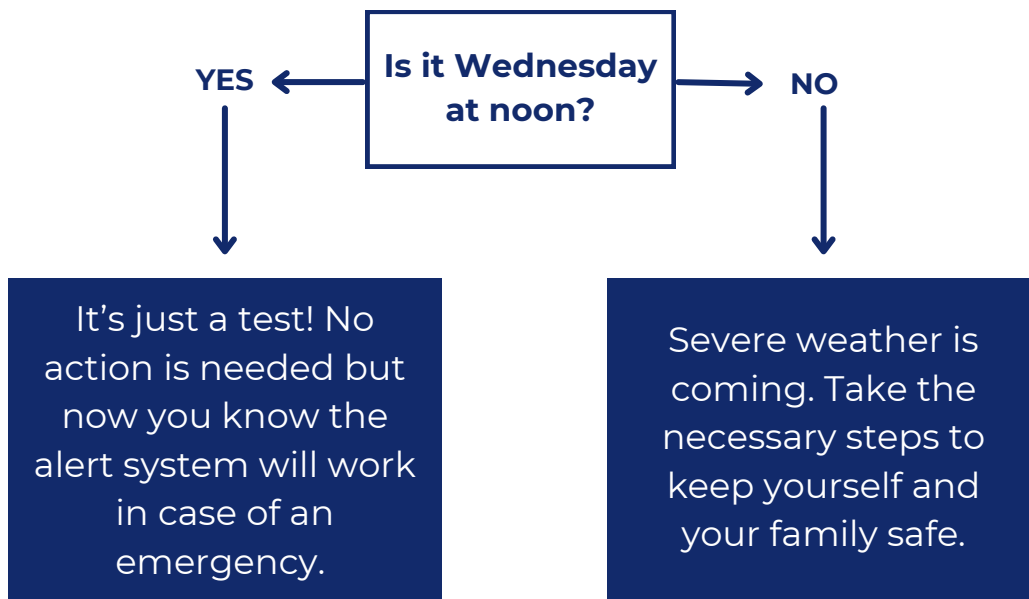 Is it Wednesday
at noon?
YES
NO
It’s just a test! No
action is needed but
now you know the
alert system will work
in case of an
emergency.
Severe weather is
coming. Take the
necessary steps to
keep yourself and
your family safe.